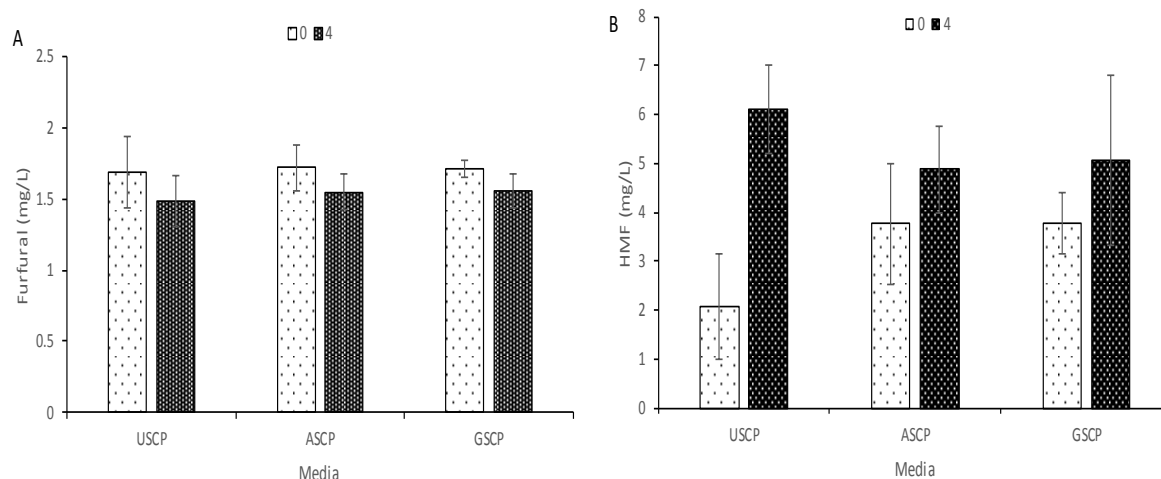 A
0 4
2.5
2
1.5
1
0.5
0
Furfural (mg/L)
USCP ASCP GSCP
Media
B
0 4
8
7
6
5
4
3
2
1
0
HMF (mg/L)
USCP ASCP GSCP
Media